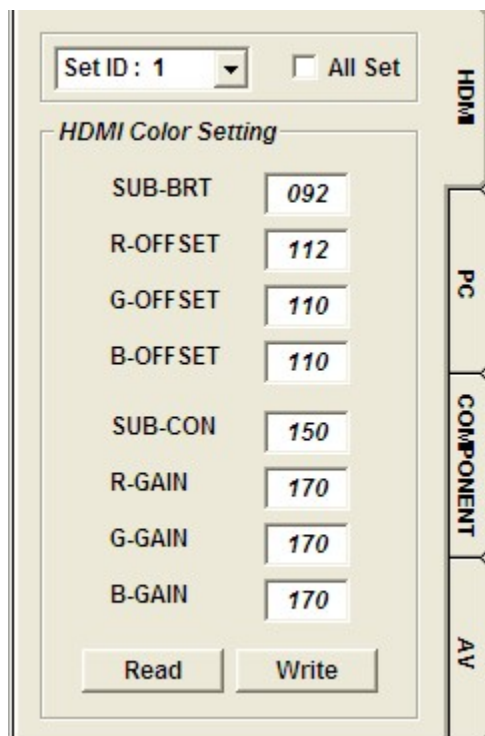 Set ID : 1
All Set
HDMI Color Setting
SUB-BRT 092
R-OFFSET 112
G-OFFSET 110
B-OFFSET 110
SUB-CON 150
R-GAIN 170
G-GAIN 170
B-GAIN 170
Read Write
HDMI
PC
COMPONENT
AV